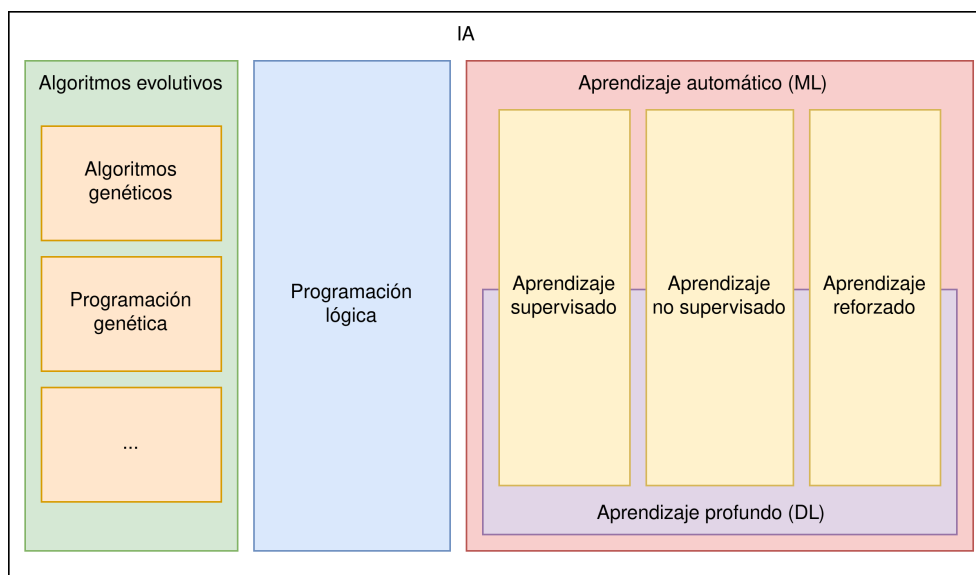 IA
Algoritmos evolutivos
Algoritmos
genéticos
Programación
genética
...
Programación
lógica
Aprendizaje automático (ML)
Aprendizaje
supervisado
Aprendizaje
no supervisado
Aprendizaje
reforzado
Aprendizaje profundo (DL)